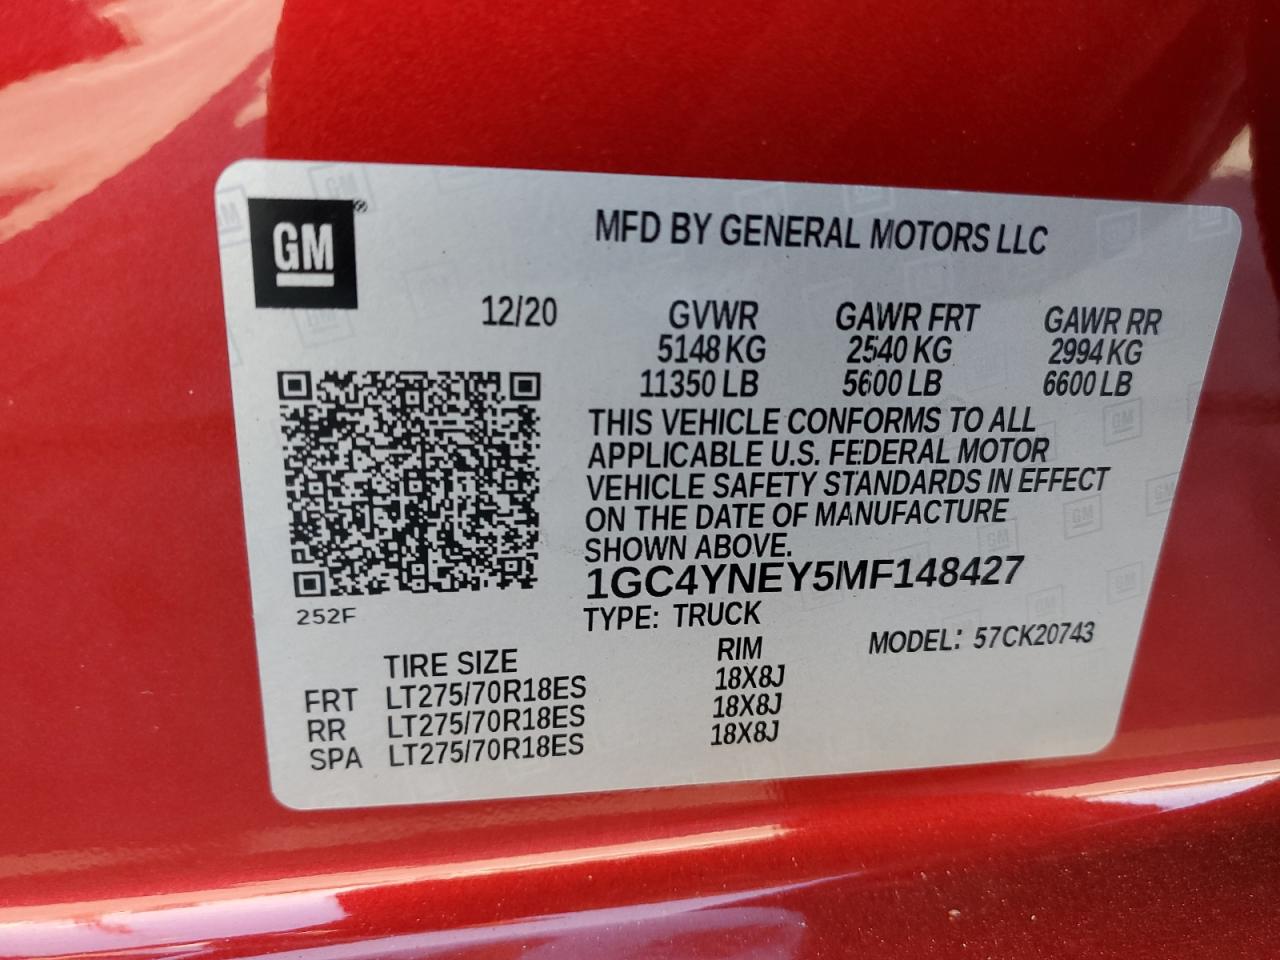 GM®
MFD BY GENERAL MOTORS LLC
12/20
GVWR GAWR FRT GAWR RR
5148 KG 2540 KG 2994 KG
11350 LB 5600 LB 6600 LB
THIS VEHICLE CONFORMS TO ALL
APPLICABLE U.S. FEDERAL MOTOR
VEHICLE SAFETY STANDARDS IN EFFECT
ON THE DATE OF MANUFACTURE
SHOWN ABOVE.
1GC4YNEY5MF148427
252F
TYPE: TRUCK
MODEL: 57CK20743
TIRE SIZE RIM
FRT LT275/70R18ES 18X8J
RR LT275/70R18ES 18X8J
SPA LT275/70R18ES 18X8J